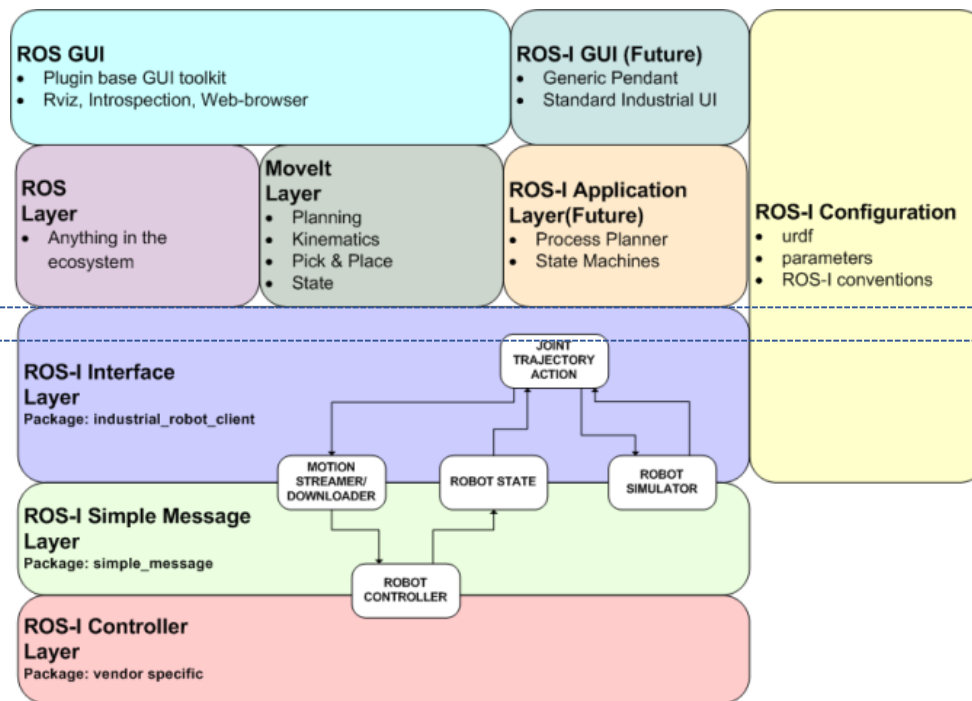 ROS GUI
• Plugin base GUI toolkit
• Rviz, Introspection, Web-browser
ROS-I GUI (Future)
• Generic Pendant
• Standard Industrial UI
ROS
Layer
• Anything in the
ecosystem
MoveIt
Layer
• Planning
• Kinematics
• Pick & Place
• State
ROS-I Application
Layer(Future)
• Process Planner
• State Machines
ROS-I Configuration
• urdf
• parameters
• ROS-I conventions
ROS-I Interface
Layer
Package: industrial_robot_client
JOINT
TRAJECTORY
ACTION
MOTION
STREAMER/
DOWNLOADER
ROBOT STATE
ROBOT
SIMULATOR
ROS-I Simple Message
Layer
Package: simple_message
ROBOT
CONTROLLER
ROS-I Controller
Layer
Package: vendor specific